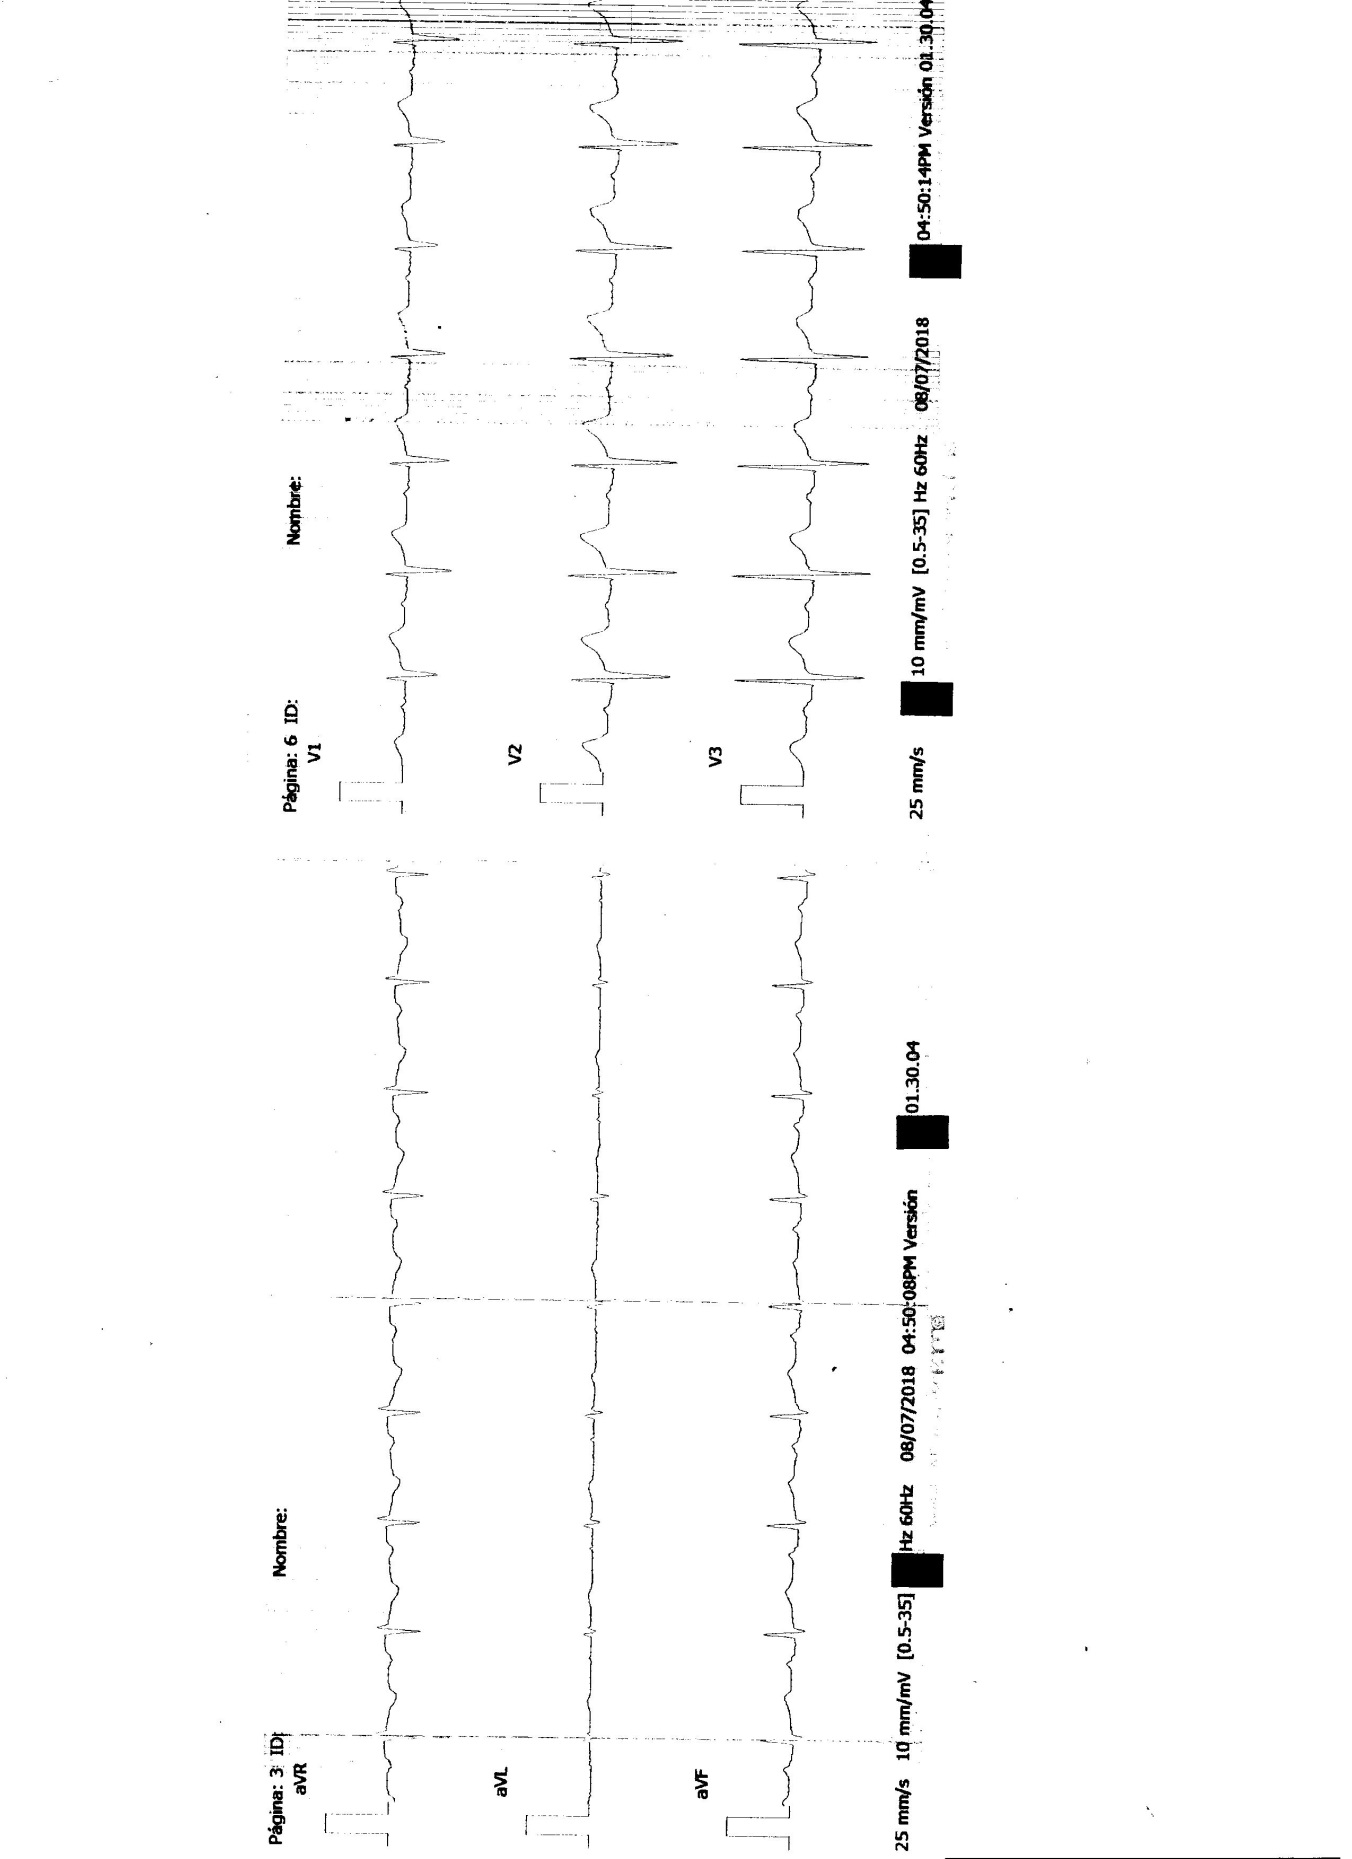 Página: 6 ID: Nombre:
V1
V2
V3
25 mm/s 10 mm/mV [0.5-35] Hz 60Hz 08/07/2018 04:50:14PM Versión 01.30.04
Página: 3 ID: Nombre:
aVR
aVL
aVF
25 mm/s 10 mm/mV [0.5-35] Hz 60Hz 08/07/2018 04:50:08PM Versión 01.30.04